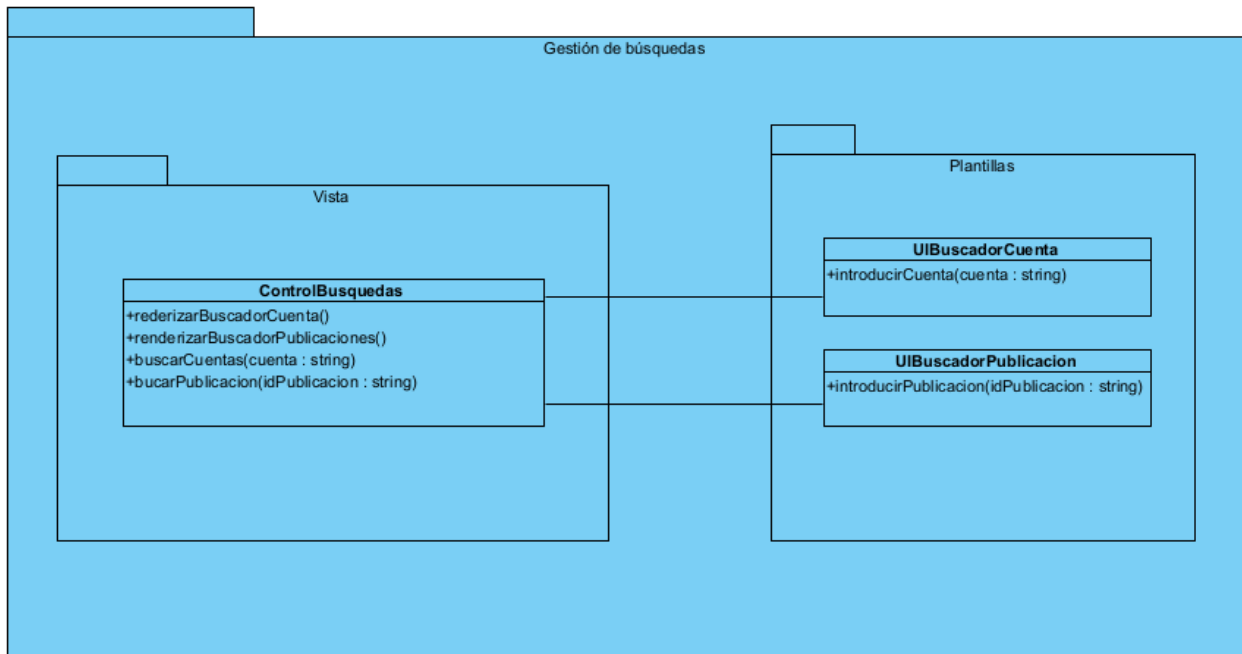 Gestión de búsquedas
Vista
ControlBusquedas
+rederizarBuscadorCuenta()
+renderizarBuscadorPublicaciones()
+buscarCuentas(cuenta : string)
+bucarPublicacion(idPublicacion : string)
Plantillas
UIBuscadorCuenta
+introducirCuenta(cuenta : string)
UIBuscadorPublicacion
+introducirPublicacion(idPublicacion : string)